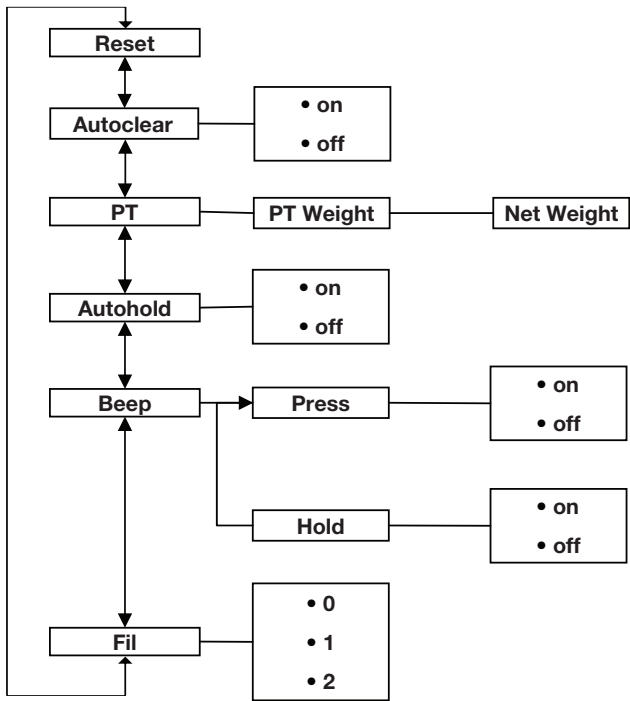 Reset
Autoclear
• on
• off
PT
PT Weight
Net Weight
Autohold
• on
• off
Beep
Press
• on
• off
Hold
• on
• off
Fil
• 0
• 1
• 2